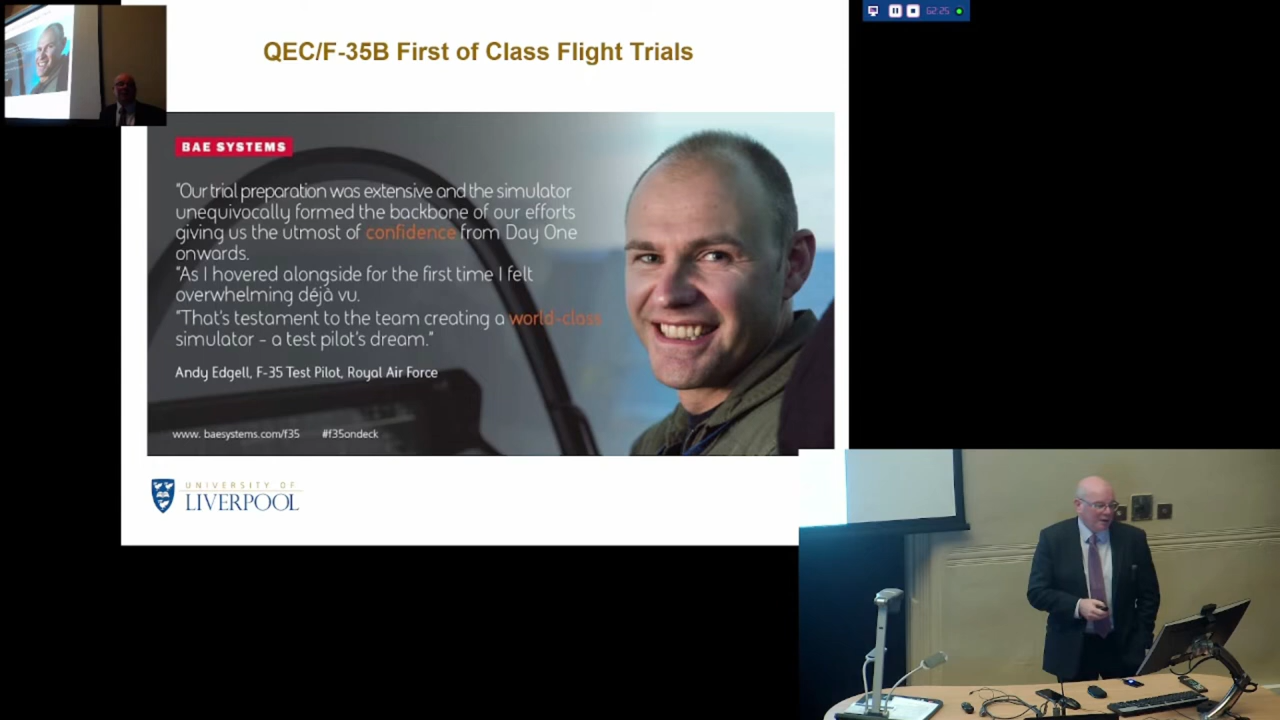 QEC/F-35B First of Class Flight Trials
BAE SYSTEMS
"Our trial preparation was extensive and the simulator
unequivocally formed the backbone of our efforts
giving us the utmost of confidence from Day One
onwards.
"As I hovered alongside for the first time I felt
overwhelming déjà vu.
"That's testament to the team creating a world-class
simulator - a test pilot's dream."
Andy Edgell, F-35 Test Pilot, Royal Air Force
www. baesystems.com/f35 #f35ondeck
UNIVERSITY OF
LIVERPOOL